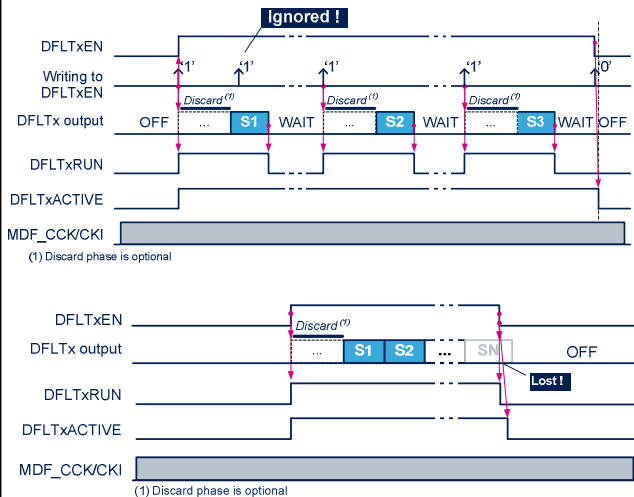 Ignored !
DFLTxEN
Writing to
DFLTxEN
'1' '1' '1' '1' '0'
Discard(1) Discard(1) Discard(1)
DFLTx output OFF ... S1 WAIT ... S2 WAIT ... S3 WAIT OFF
DFLTxRUN
DFLTxACTIVE
MDF_CCK/CKI
(1) Discard phase is optional
DFLTxEN
Discard(1)
DFLTx output ... S1 S2 ... SN OFF
Lost !
DFLTxRUN
DFLTxACTIVE
MDF_CCK/CKI
(1) Discard phase is optional